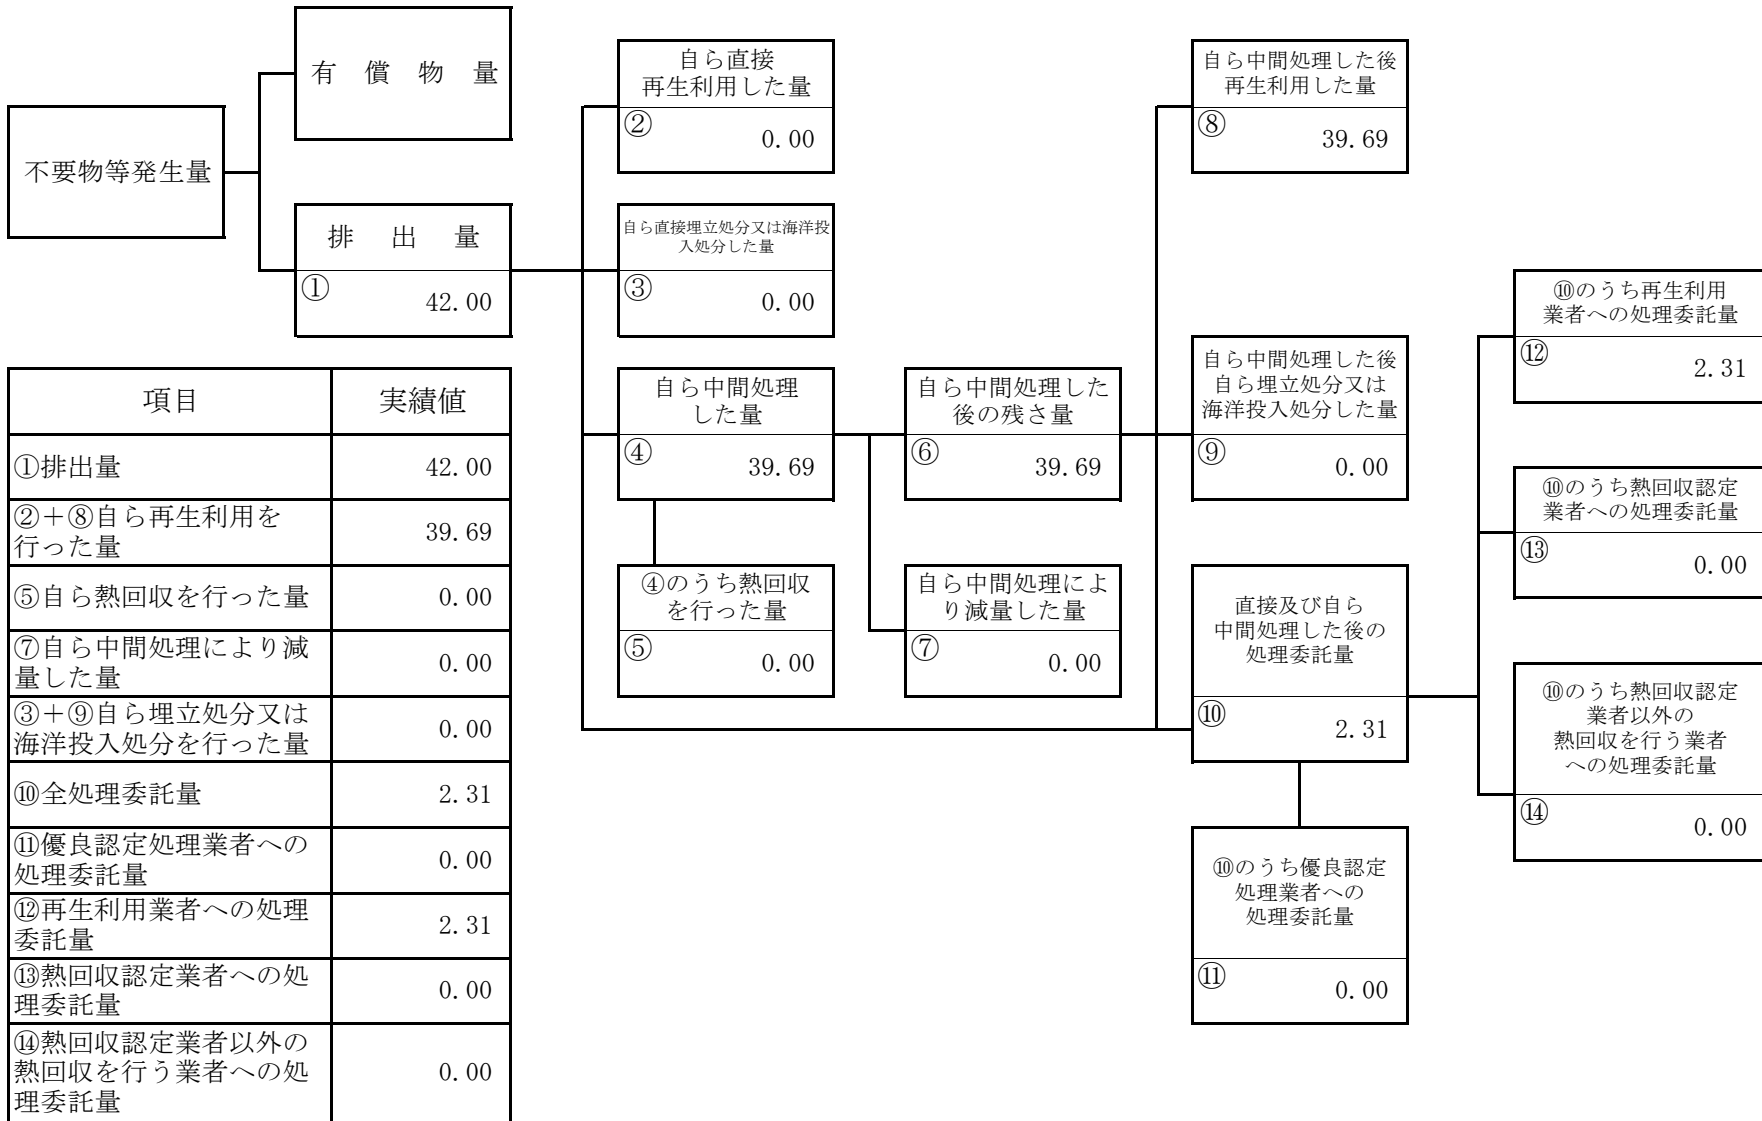 有 償 物 量
不要物等発生量
排 出 量
① 42.00
自ら直接
再生利用した量
② 0.00
自ら直接埋立処分又は海洋投
入処分した量
③ 0.00
自ら中間処理
した量
④ 39.69
④のうち熱回収
を行った量
⑤ 0.00
自ら中間処理した
後の残さ量
⑥ 39.69
自ら中間処理によ
り減量した量
⑦ 0.00
自ら中間処理した後
再生利用した量
⑧ 39.69
自ら中間処理した後
自ら埋立処分又は
海洋投入処分した量
⑨ 0.00
直接及び自ら
中間処理した後の
処理委託量
⑩ 2.31
⑩のうち優良認定
処理業者への
処理委託量
⑪ 0.00
⑩のうち再生利用
業者への処理委託量
⑫ 2.31
⑩のうち熱回収認定
業者への処理委託量
⑬ 0.00
⑩のうち熱回収認定
業者以外の
熱回収を行う業者
への処理委託量
⑭ 0.00
項目 実績値
①排出量 42.00
②＋⑧自ら再生利用を
行った量 39.69
⑤自ら熱回収を行った量 0.00
⑦自ら中間処理により減
量した量 0.00
③＋⑨自ら埋立処分又は
海洋投入処分を行った量 0.00
⑩全処理委託量 2.31
⑪優良認定処理業者への
処理委託量 0.00
⑫再生利用業者への処理
委託量 2.31
⑬熱回収認定業者への処
理委託量 0.00
⑭熱回収認定業者以外の
熱回収を行う業者への処
理委託量 0.00